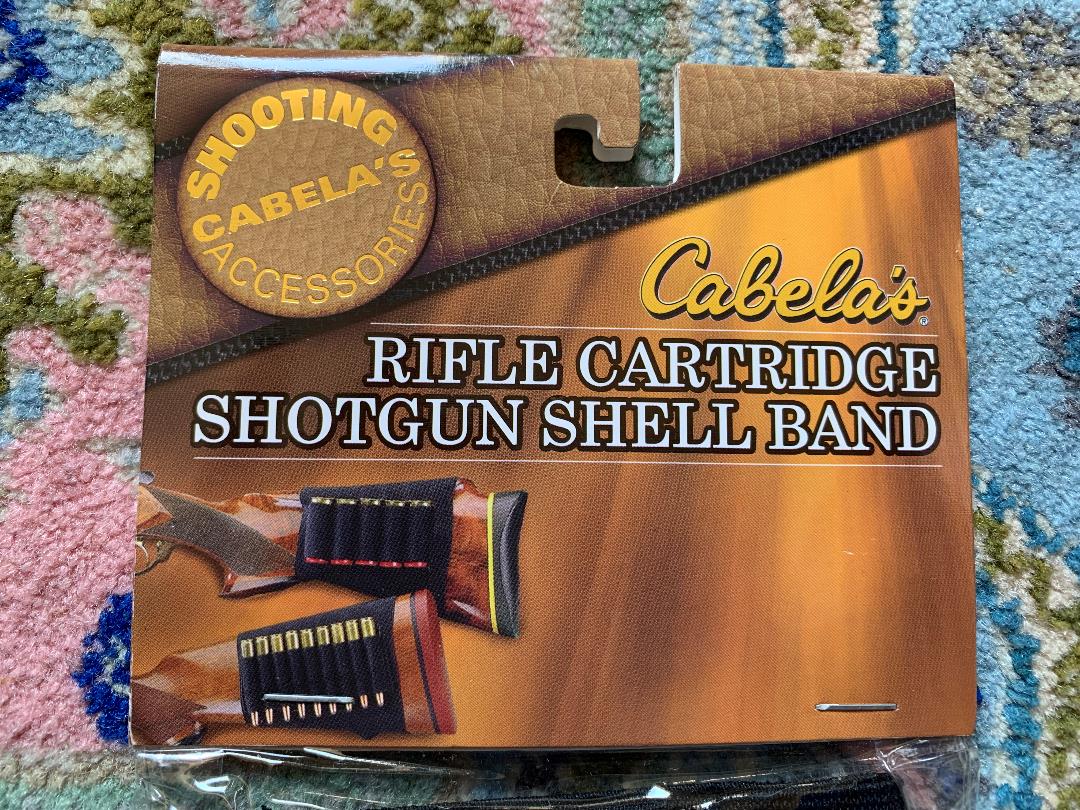 SHOOTING
CABELA'S
ACCESSORIES
Cabela's®
RIFLE CARTRIDGE
SHOTGUN SHELL BAND